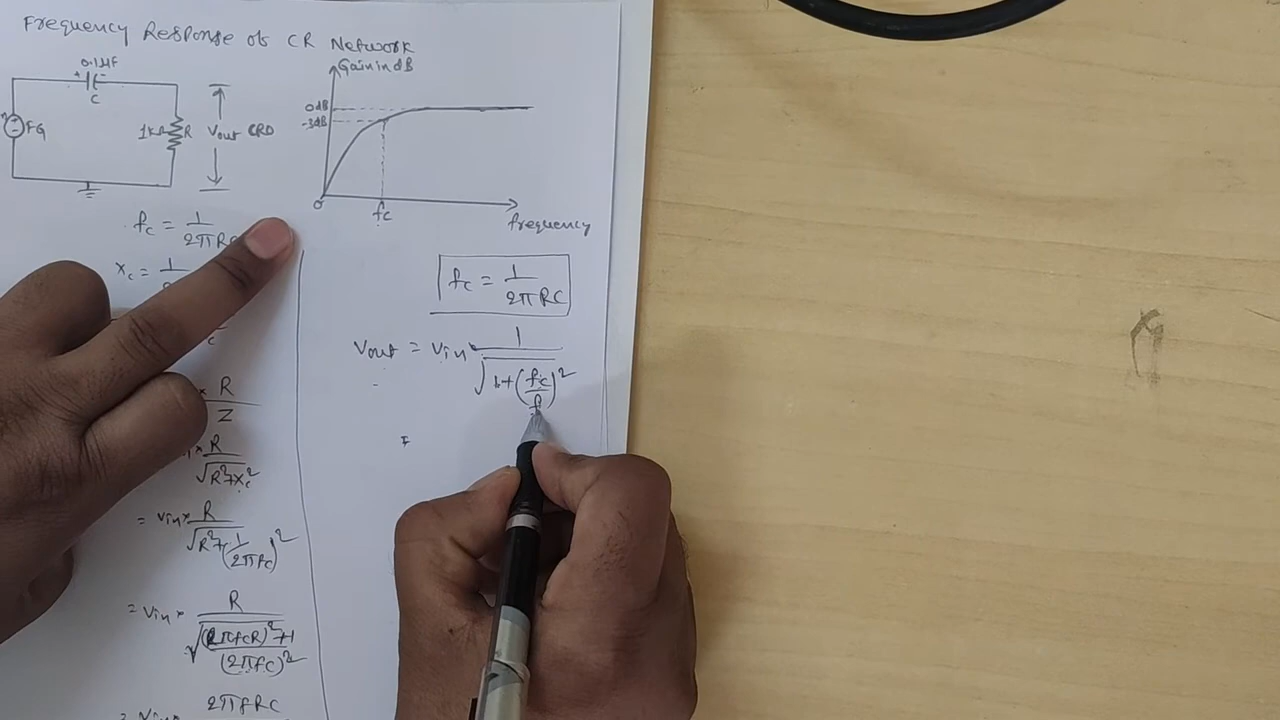 Frequency Response of CR Network
0.1μF
+ -
C
FG
1kΩ R
Vout CRO
Gain in dB
0dB
-3dB
0
fc
frequency
fc = 1/2πR
Xc = 1
c
× R/Z
× R/√R²+Xc²
= Vin × R/√R²+(1/2πfC)²
= Vin × R/√(2πfCR)²+1/(2πfC)²
2πfRC
fc = 1/2πRC
Vout = Vin × 1/√1+(fc/f)²